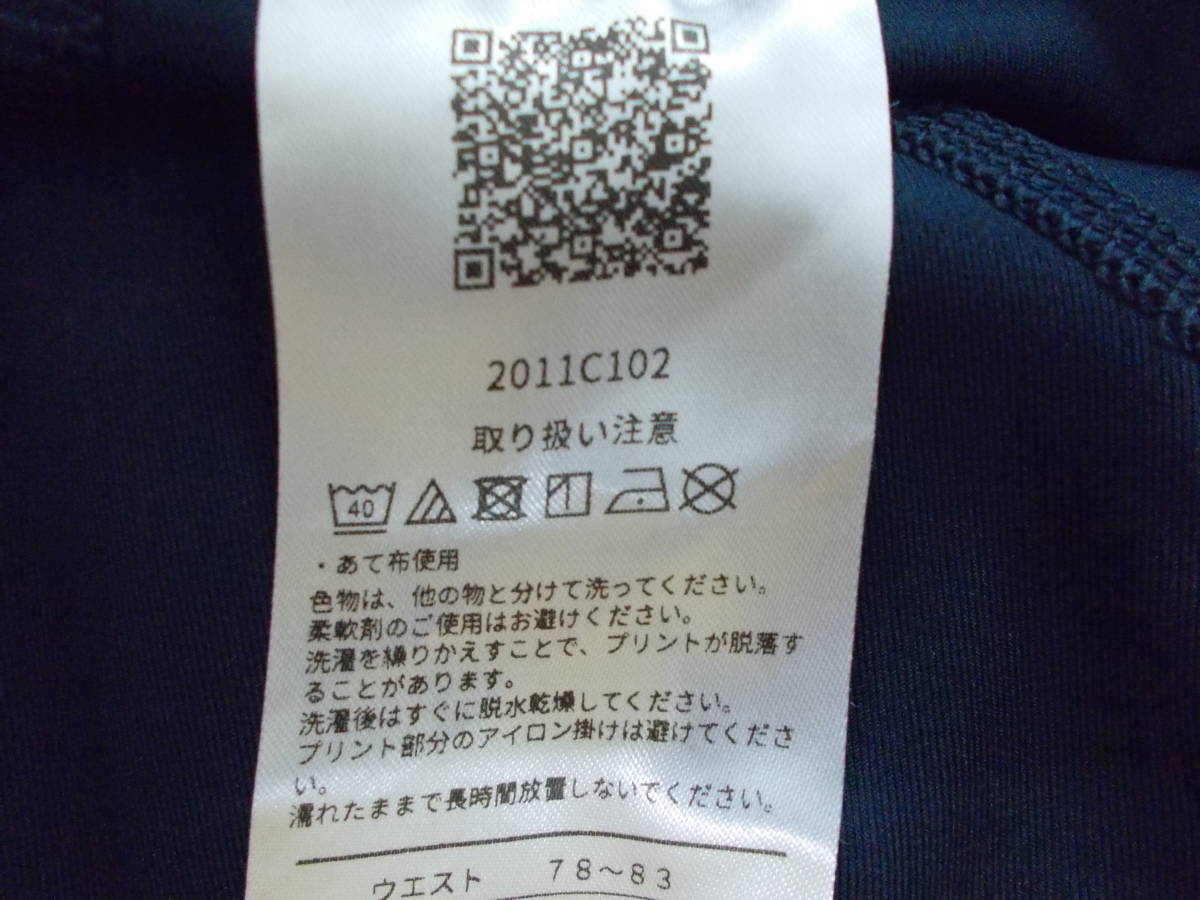 2011C102
取り扱い注意
40
・あて布使用
色物は、他の物と分けて洗ってください。
柔軟剤のご使用はお避けください。
洗濯を繰りかえすことで、プリントが脱落す
ることがあります。
洗濯後はすぐに脱水乾燥してください。
プリント部分のアイロン掛けは避けてくださ
い。
濡れたままで長時間放置しないでください。
ウエスト　７８～８３